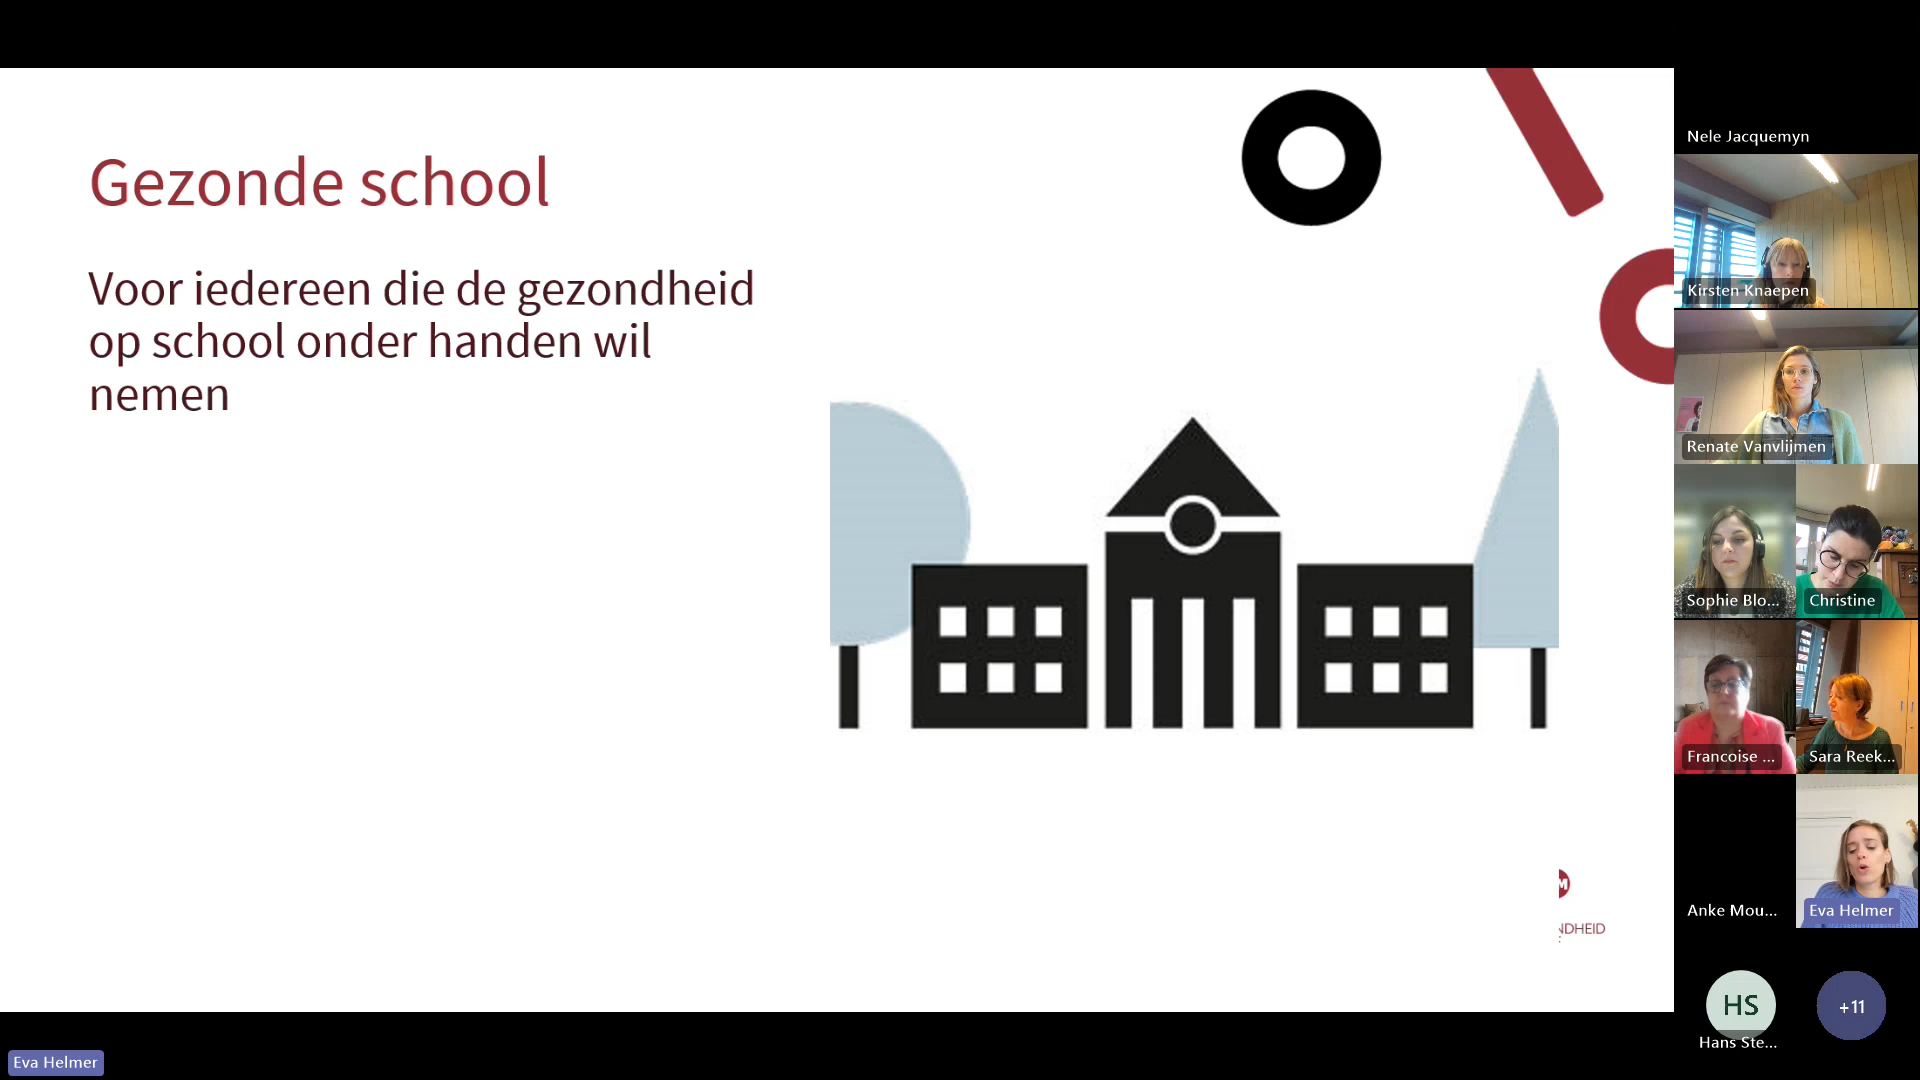 Gezonde school
Voor iedereen die de gezondheid
op school onder handen wil
nemen
M
NDHEID
Nele Jacquemyn
Kirsten Knaepen
Renate Vanvlijmen
Sophie Blo...
Christine
Francoise ...
Sara Reek...
Anke Mou...
Eva Helmer
HS
+11
Hans Ste...
Eva Helmer